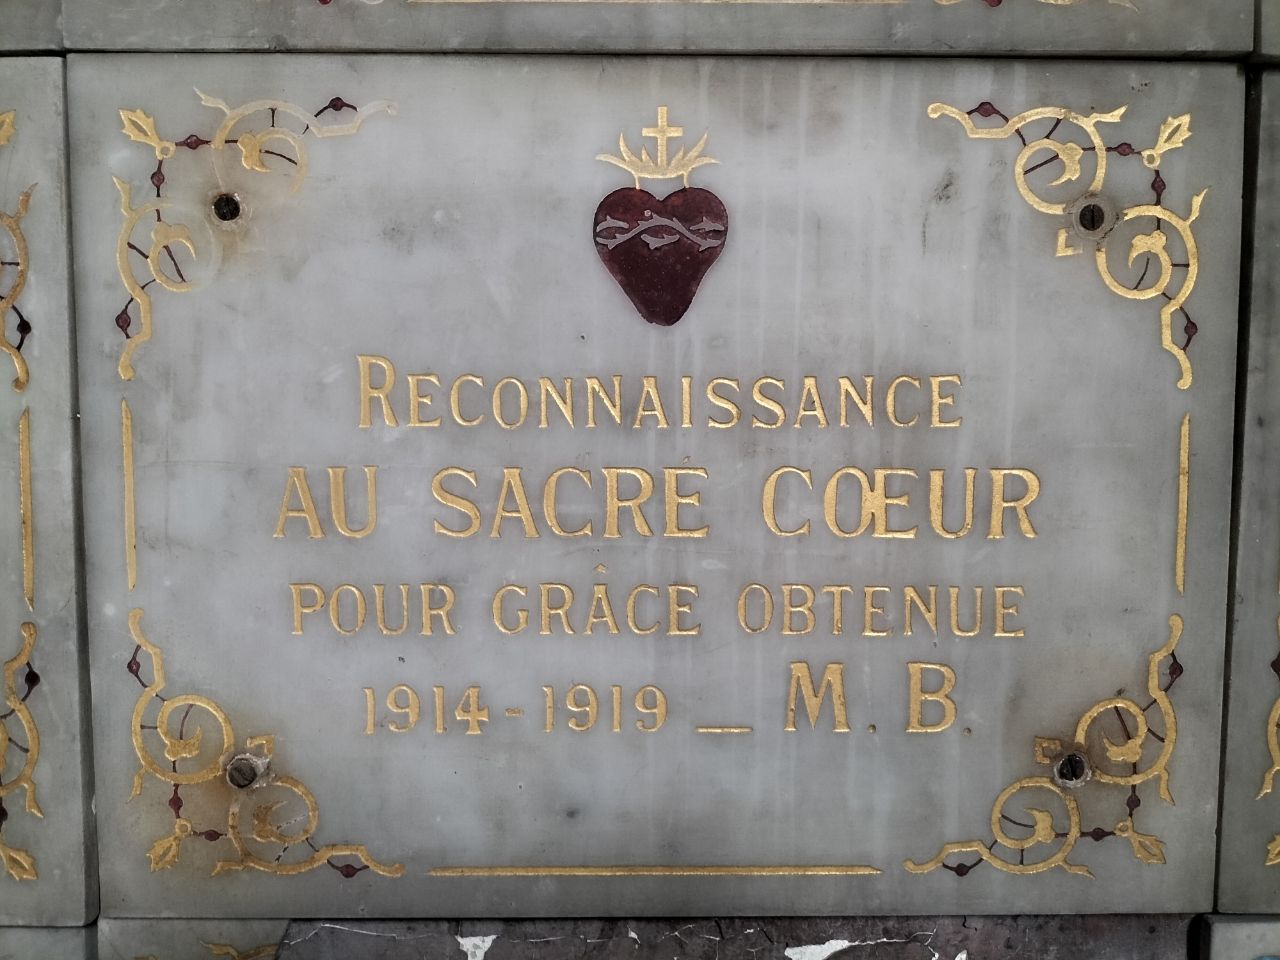 RECONNAISSANCE
AU SACRÉ CŒUR
POUR GRÂCE OBTENUE
1914-1919 _ M. B.